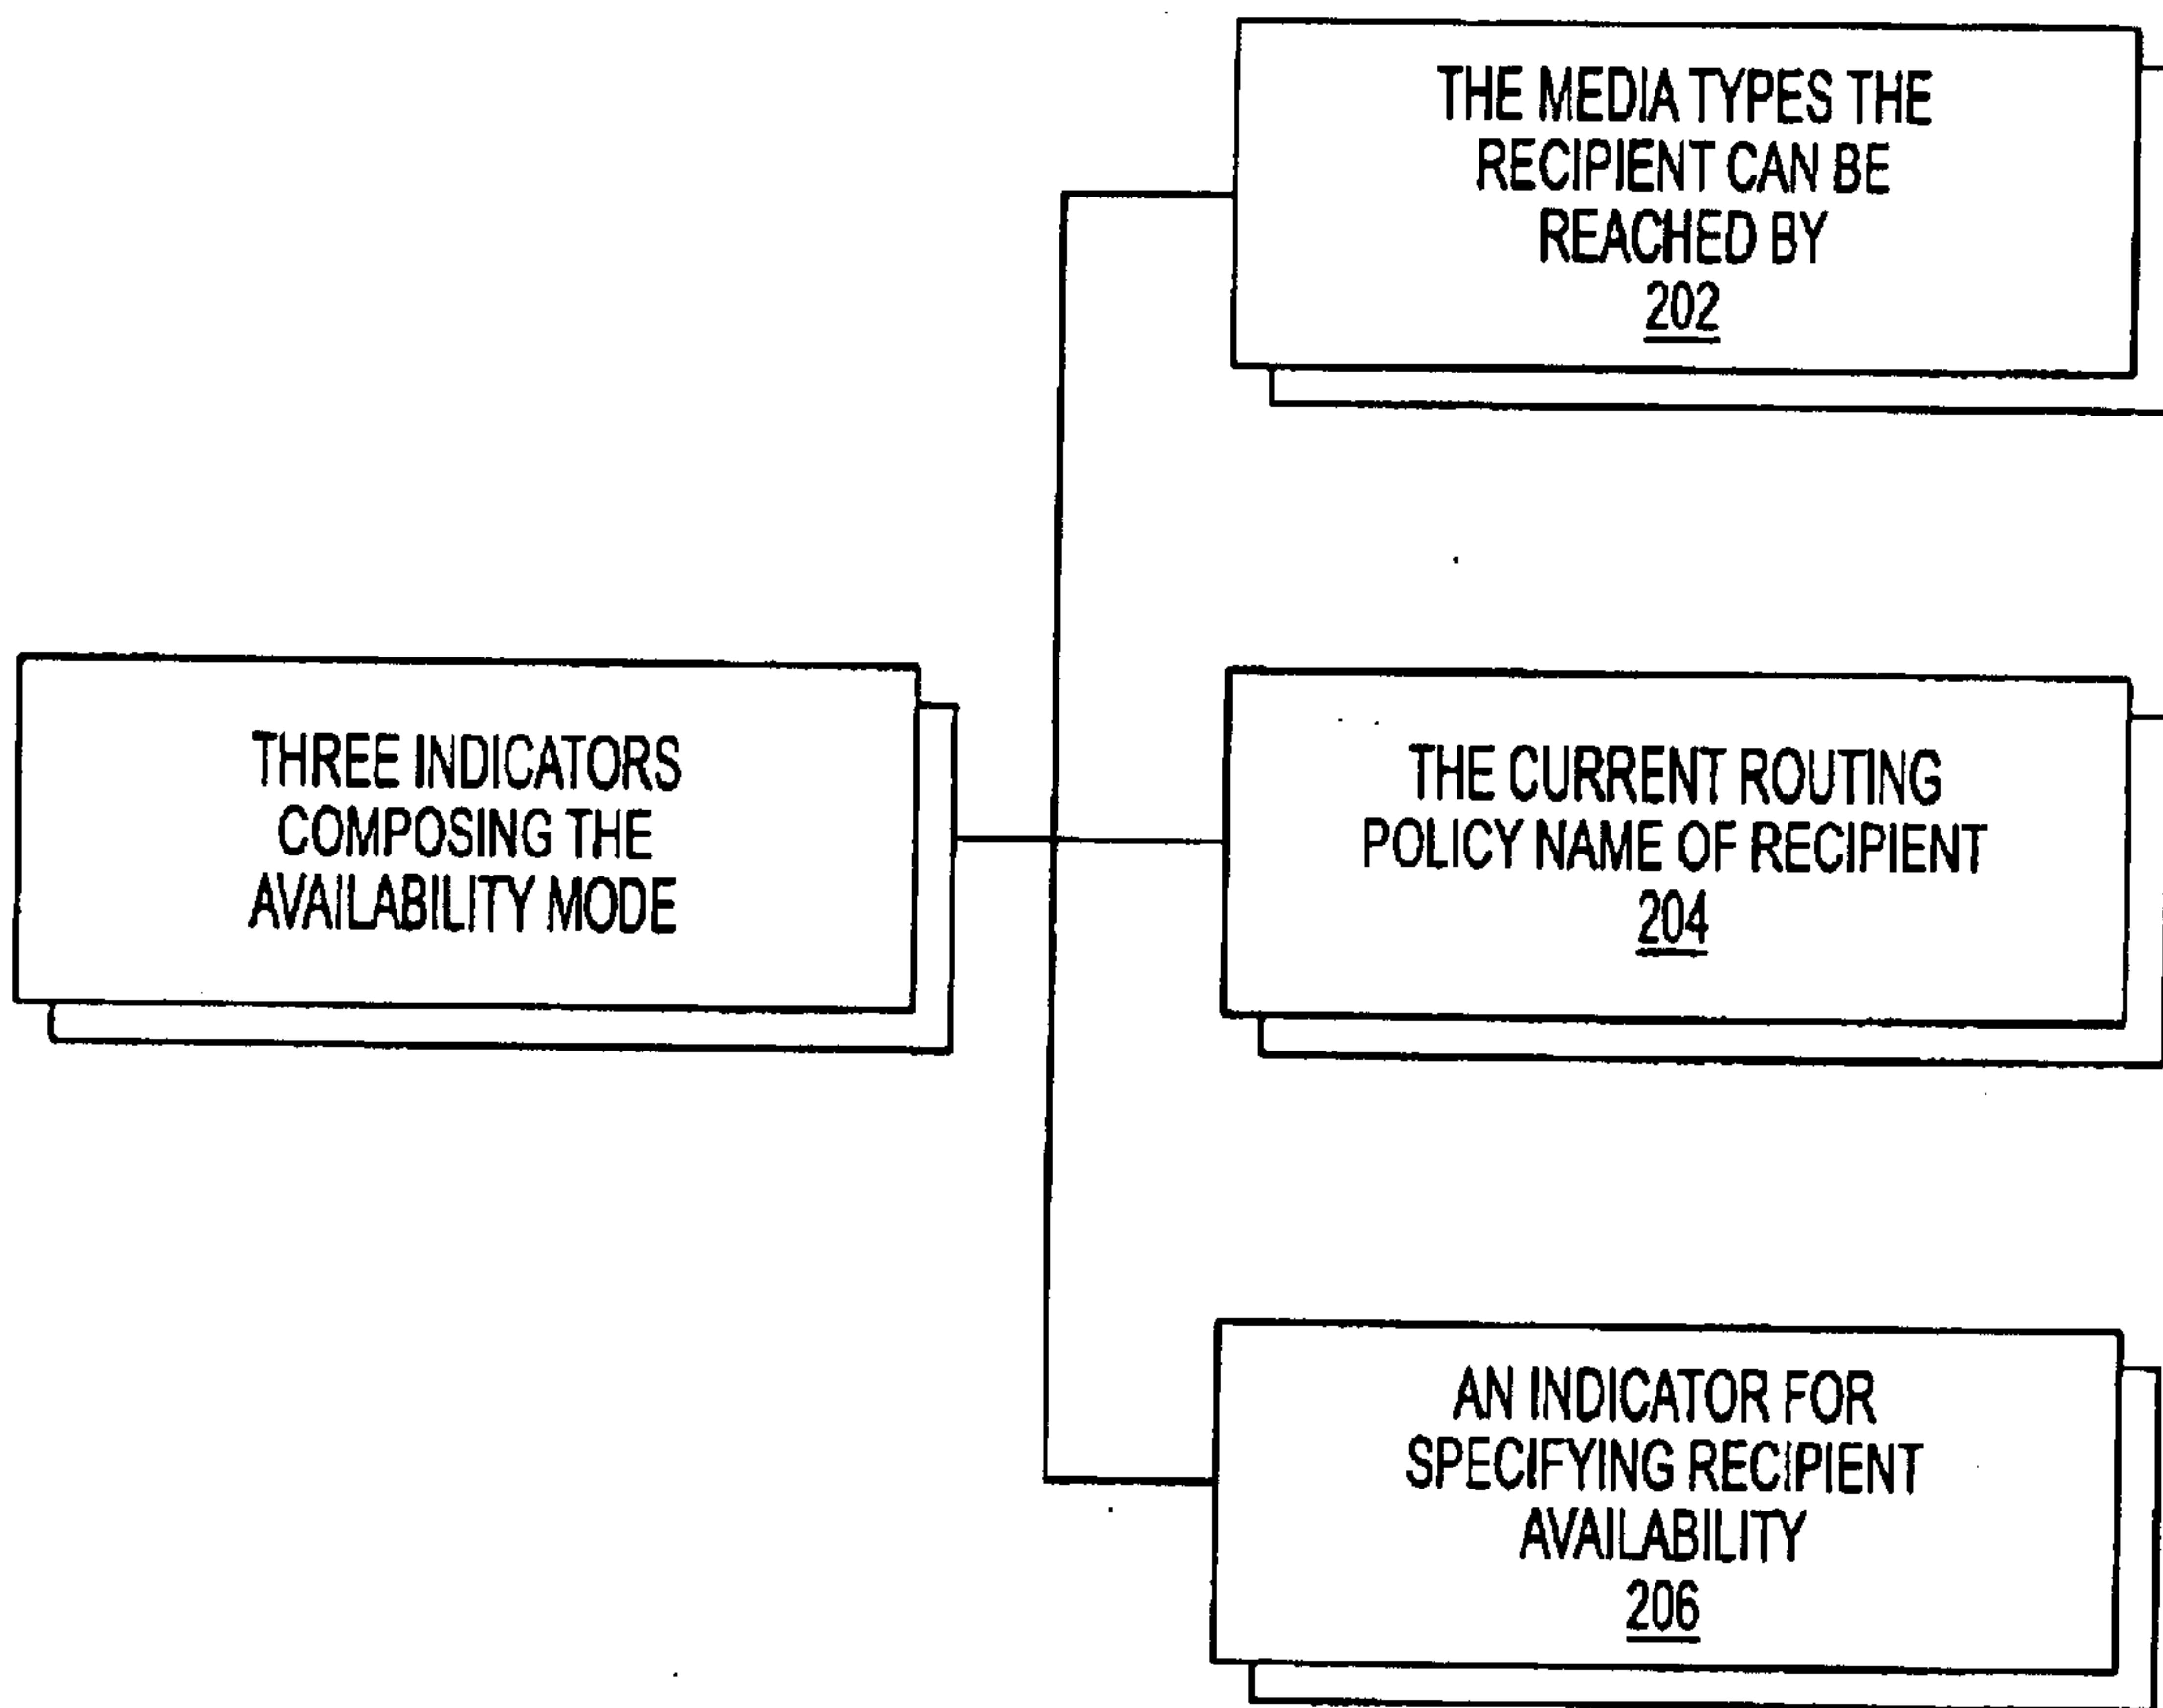 THE MEDIA TYPES THE
RECIPIENT CAN BE
REACHED BY
202
THREE INDICATORS
COMPOSING THE
AVAILABILITY MODE
THE CURRENT ROUTING
POLICY NAME OF RECIPIENT
204
AN INDICATOR FOR
SPECIFYING RECIPIENT
AVAILABILITY
206